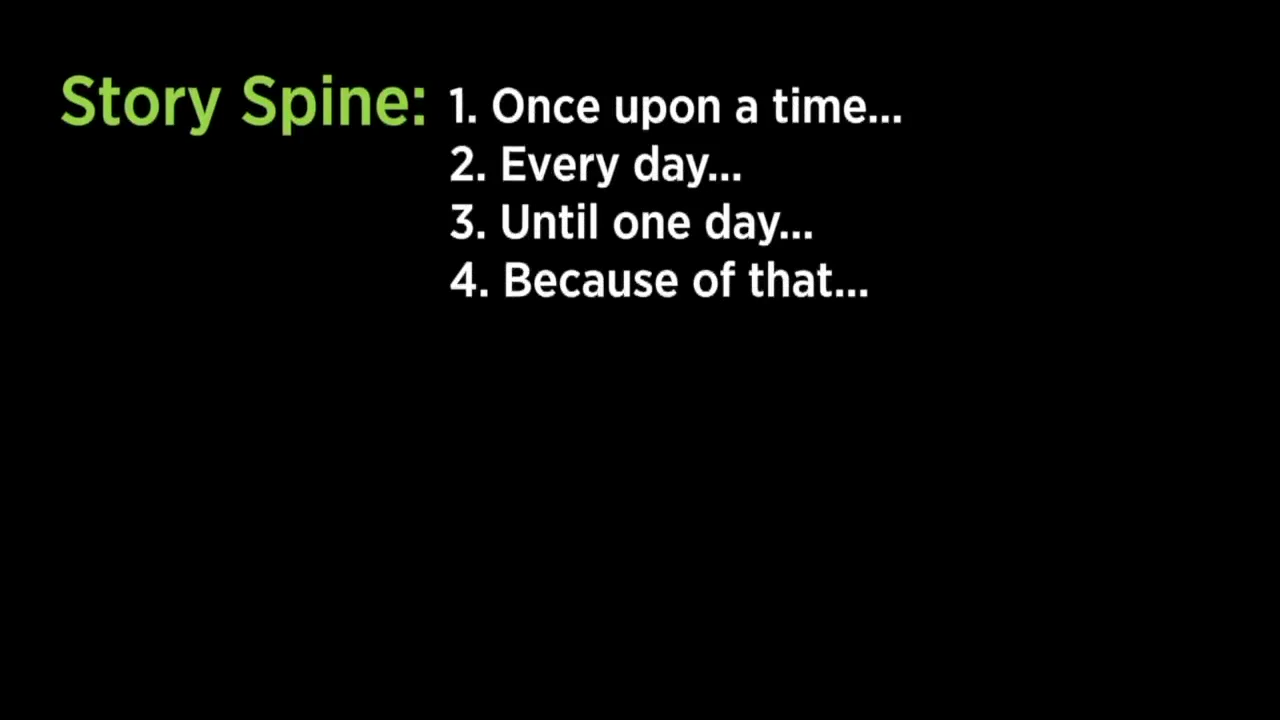 Story Spine: 1. Once upon a time...
2. Every day...
3. Until one day...
4. Because of that...